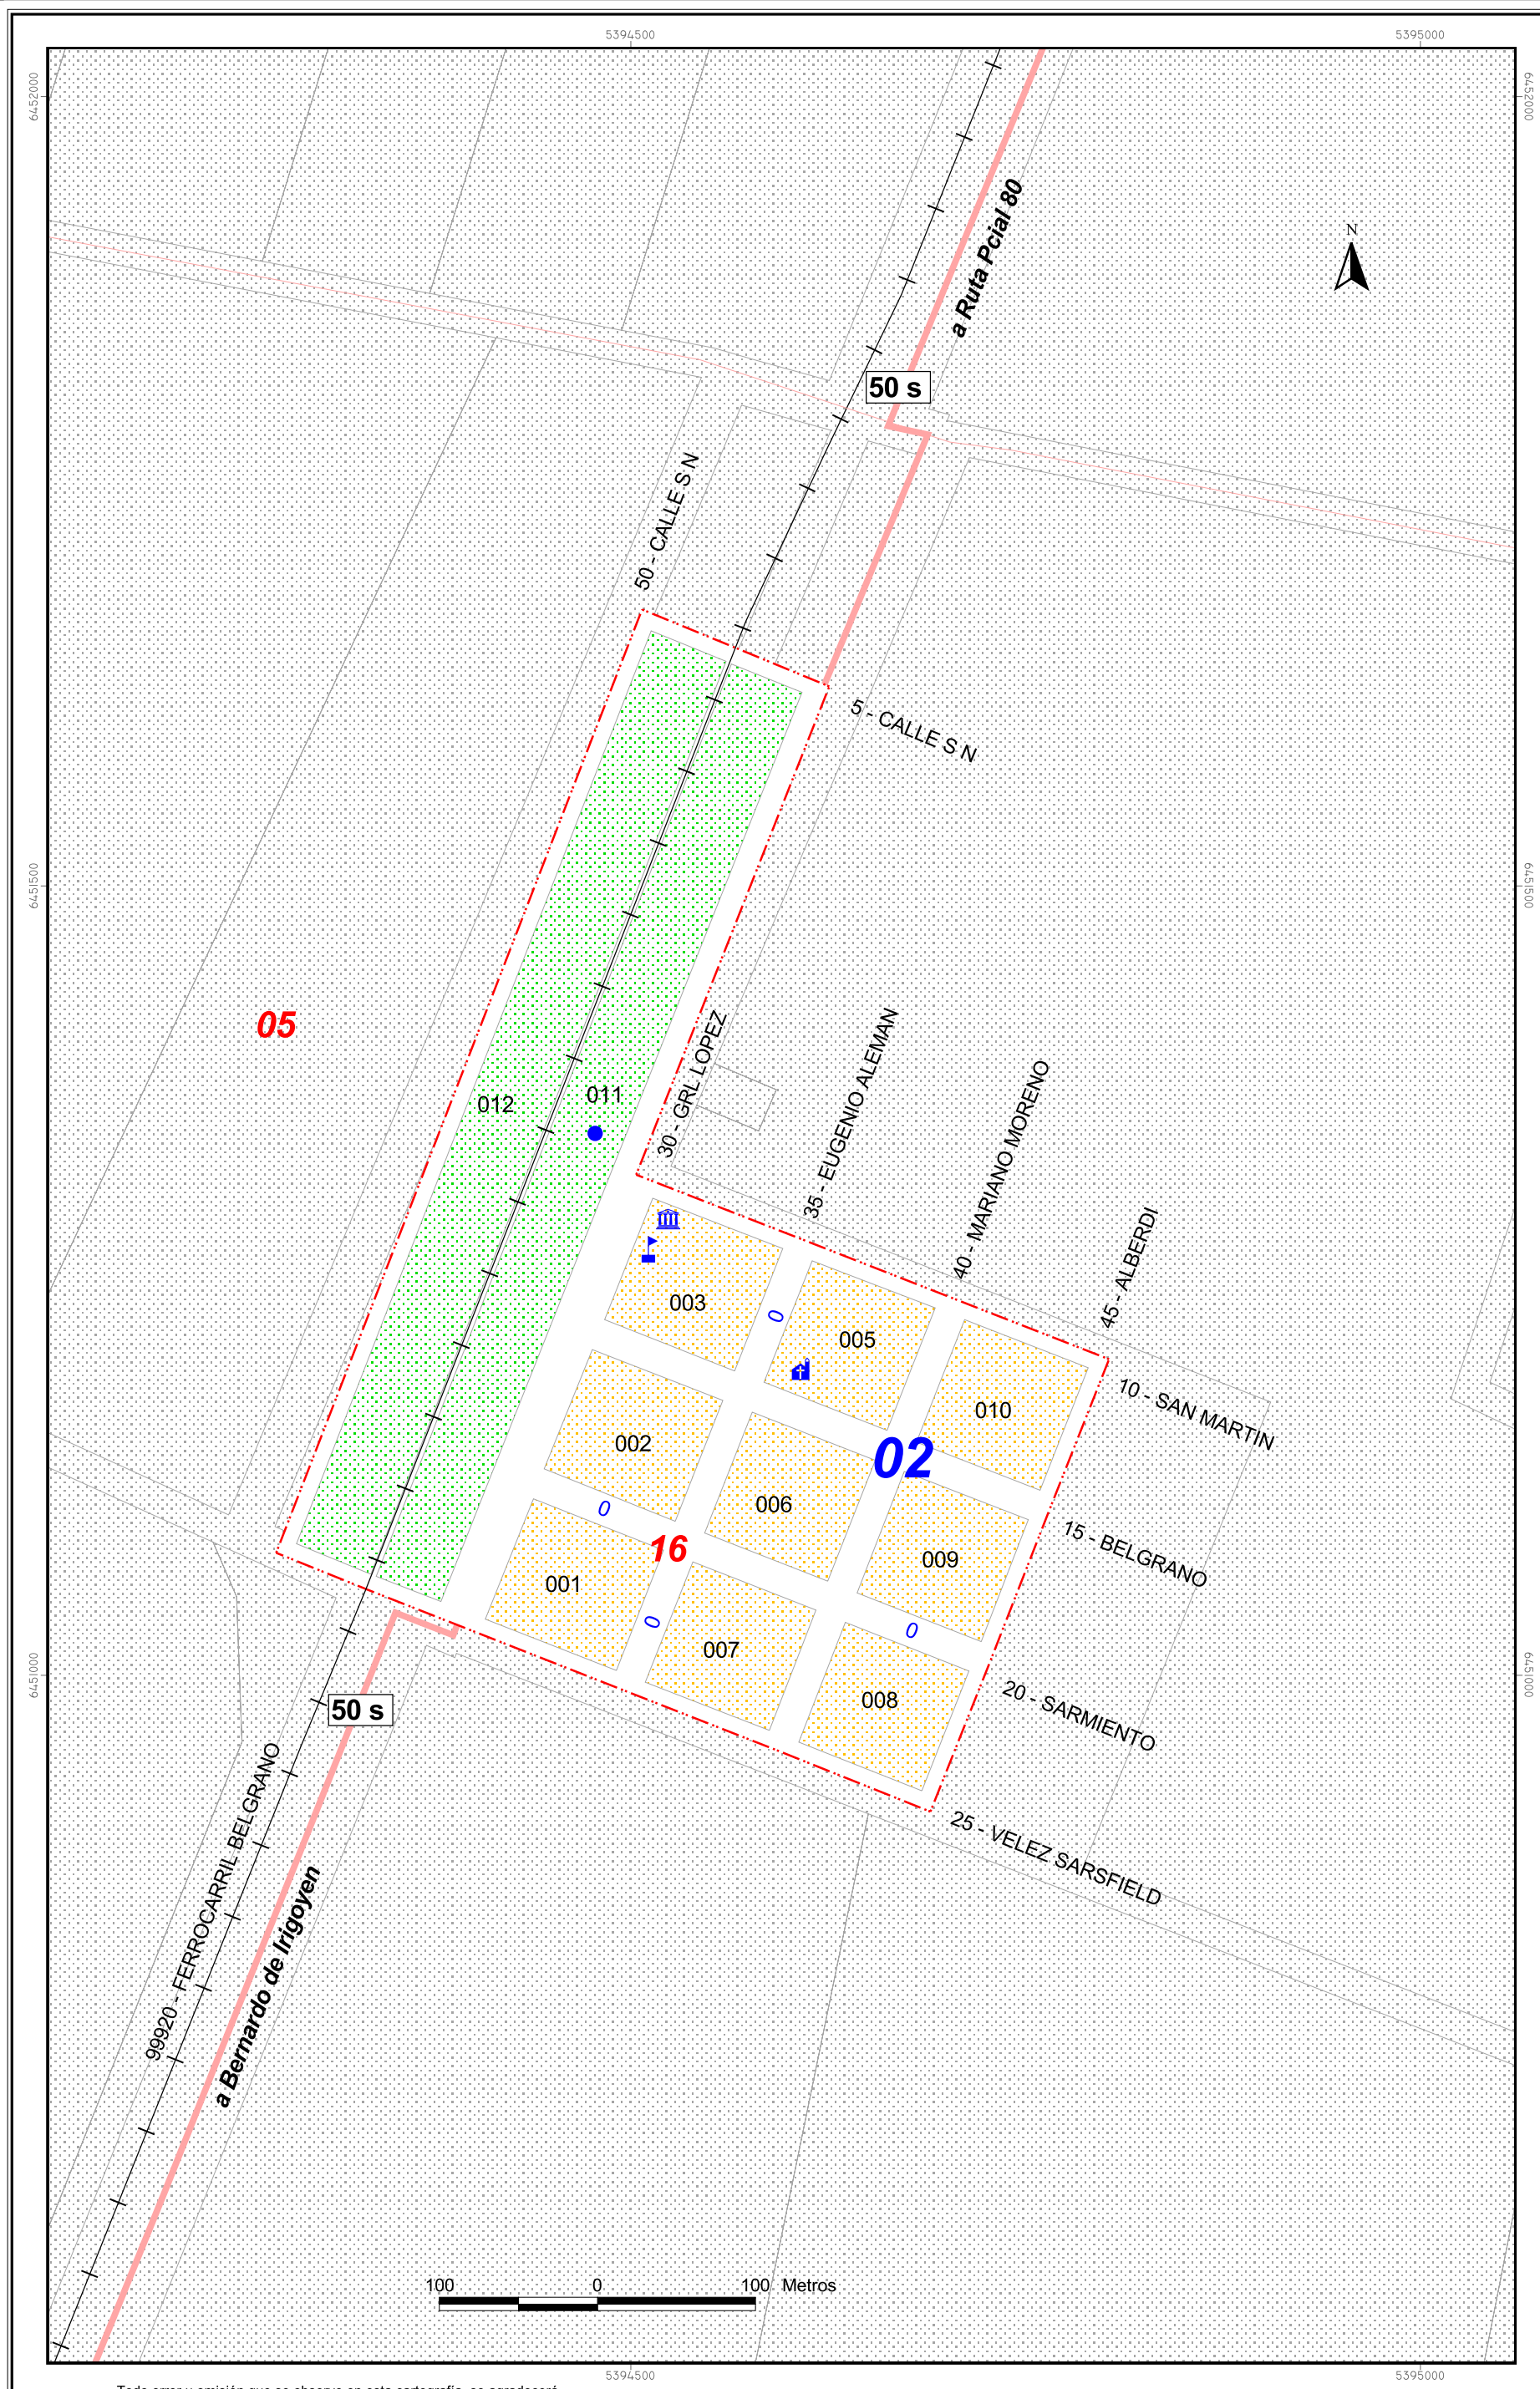 5394500
5395000
6452000
6452000
a Ruta Pcial 80
N
50 s
50 - CALLE S N
5 - CALLE S N
6451500
6451500
05
012
011
30 - GRL LOPEZ
35 - EUGENIO ALEMAN
40 - MARIANO MORENO
45 - ALBERDI
003
0
005
010
10 - SAN MARTIN
002
02
006
0
16
15 - BELGRANO
009
001
0
007
0
008
6451000
6451000
50 s
20 - SARMIENTO
25 - VELEZ SARSFIELD
99920 - FERROCARRIL BELGRANO
a Bernardo de Irigoyen
100 0 100 Metros
5394500
5395000